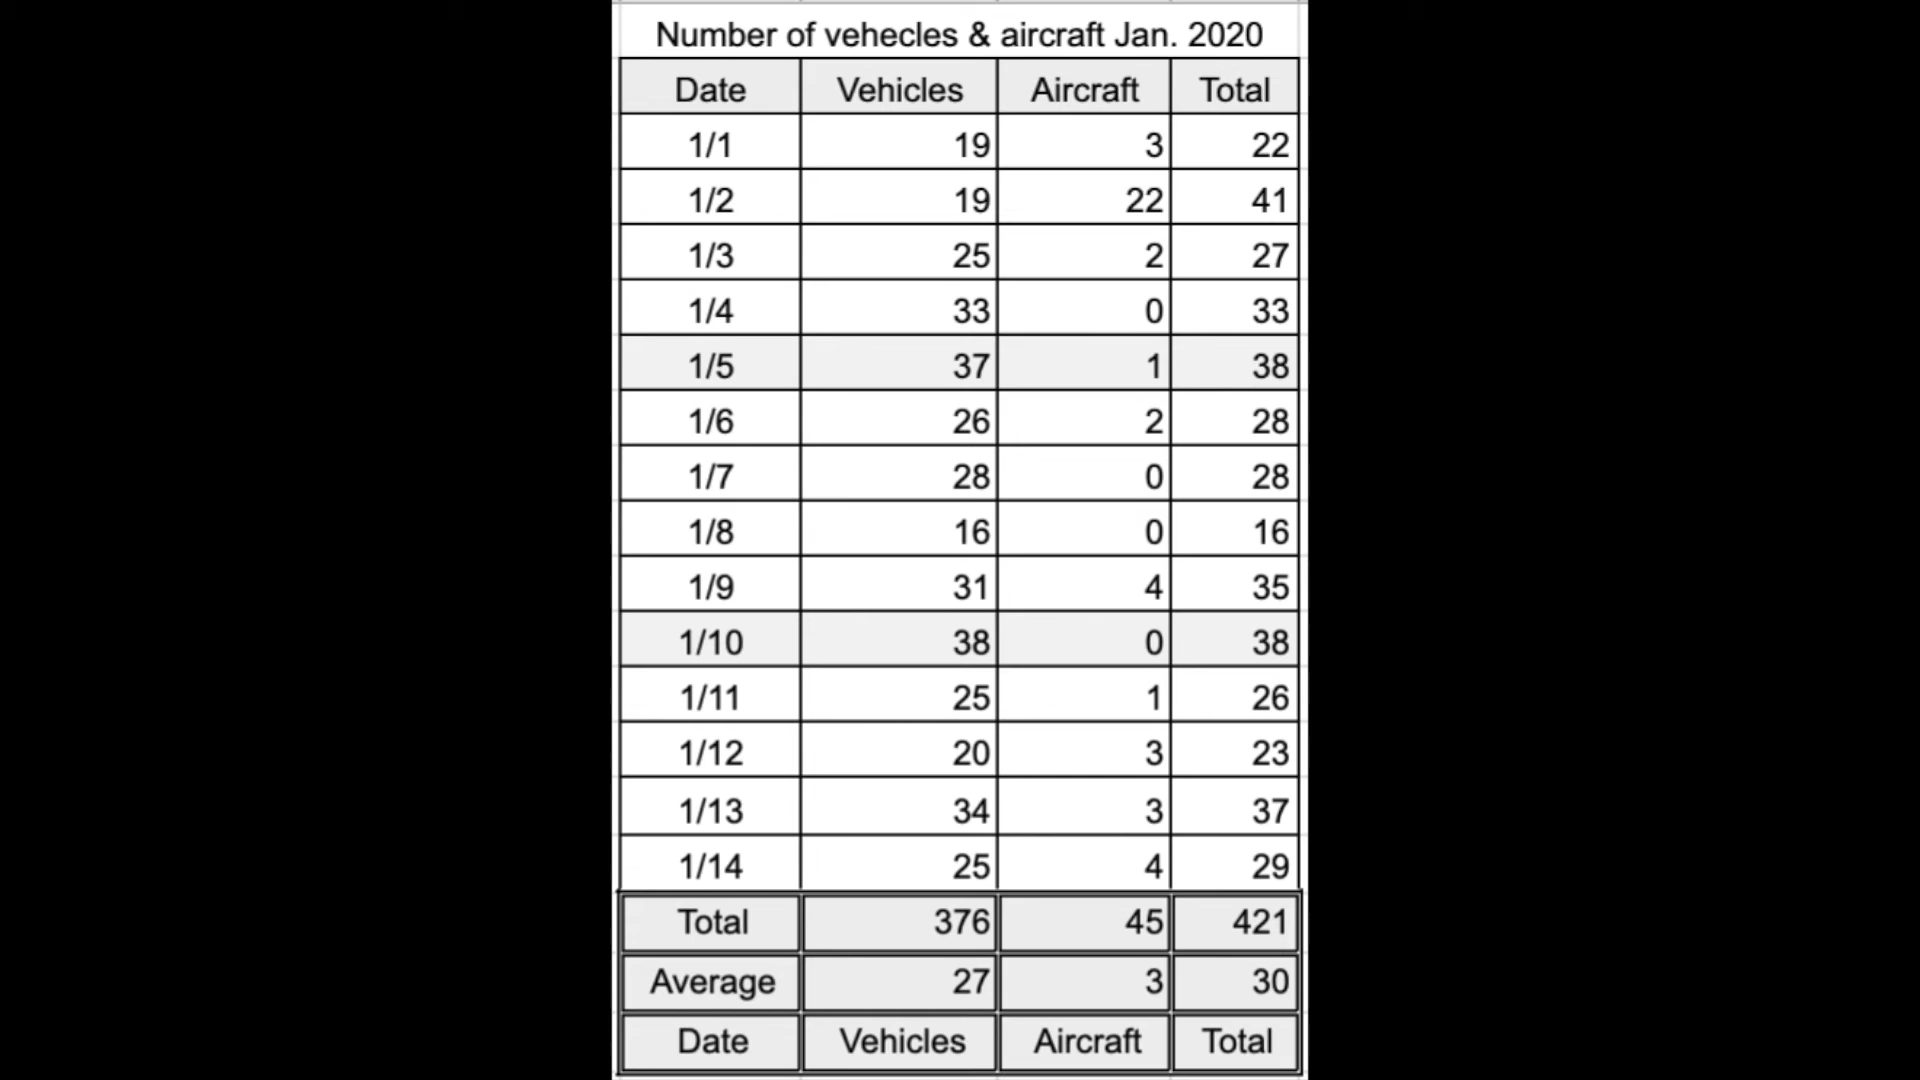 Number of vehecles & aircraft Jan. 2020
Date Vehicles Aircraft Total
1/1 19 3 22
1/2 19 22 41
1/3 25 2 27
1/4 33 0 33
1/5 37 1 38
1/6 26 2 28
1/7 28 0 28
1/8 16 0 16
1/9 31 4 35
1/10 38 0 38
1/11 25 1 26
1/12 20 3 23
1/13 34 3 37
1/14 25 4 29
Total 376 45 421
Average 27 3 30
Date Vehicles Aircraft Total